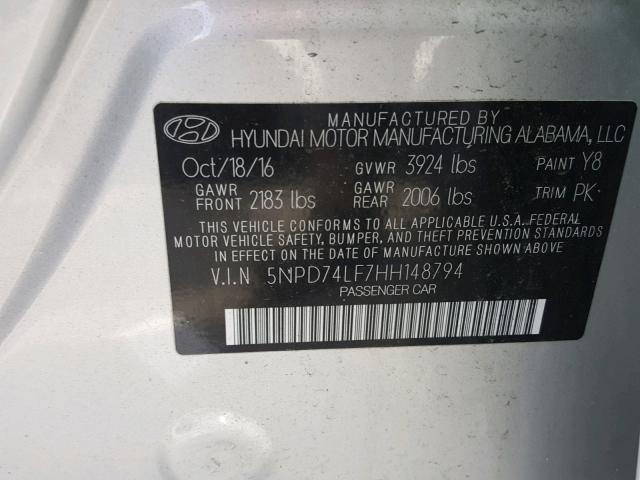 MANUFACTURED BY
HYUNDAI MOTOR MANUFACTURING ALABAMA, LLC
Oct/18/16 GVWR 3924 lbs PAINT Y8
GAWR FRONT 2183 lbs GAWR REAR 2006 lbs TRIM PK
THIS VEHICLE CONFORMS TO ALL APPLICABLE U.S.A. FEDERAL
MOTOR VEHICLE SAFETY, BUMPER, AND THEFT PREVENTION STANDARDS
IN EFFECT ON THE DATE OF MANUFACTURE SHOWN ABOVE.
V.I.N 5NPD74LF7HH148794
PASSENGER CAR